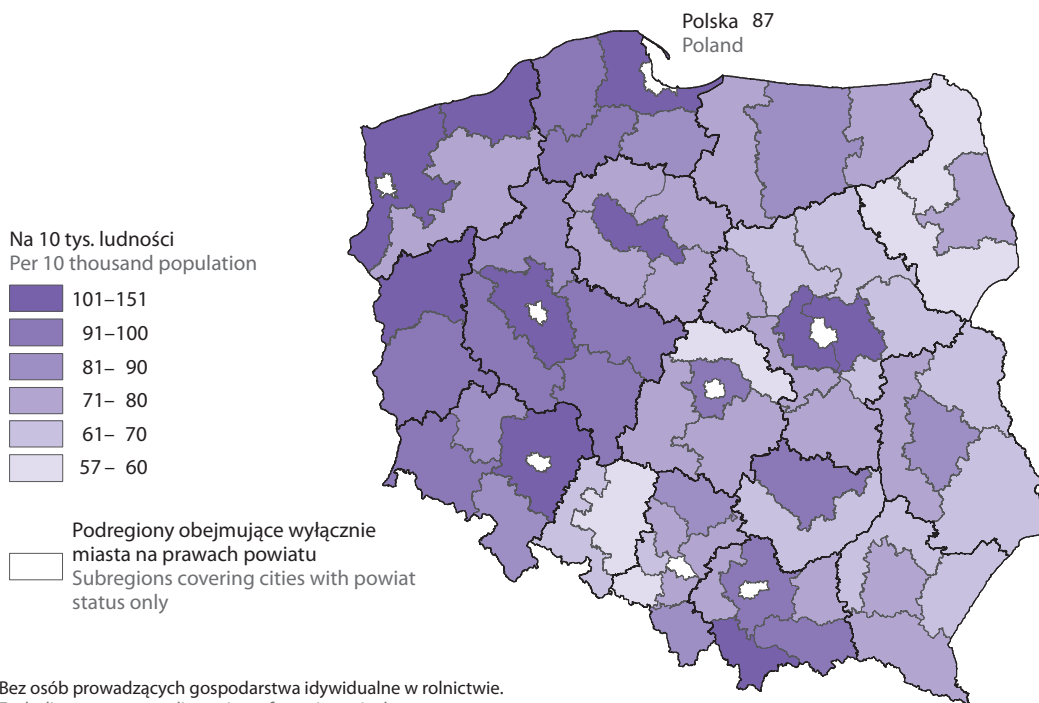 Polska 87
Poland
Na 10 tys. ludności
Per 10 thousand population
101–151
91–100
81– 90
71– 80
61– 70
57– 60
Podregiony obejmujące wyłącznie
miasta na prawach powiatu
Subregions covering cities with powiat
status only
Bez osób prowadzących gospodarstwa idywidualne w rolnictwie.